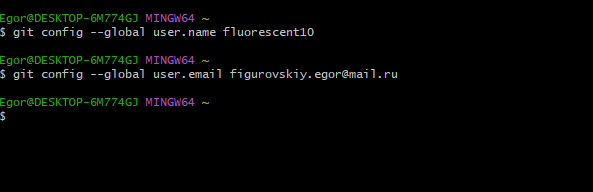 Egor@DESKTOP-6M774GJ MINGW64 ~
$ git config --global user.name fluorescent10
Egor@DESKTOP-6M774GJ MINGW64 ~
$ git config --global user.email figurovskiy.egor@mail.ru
Egor@DESKTOP-6M774GJ MINGW64 ~
$